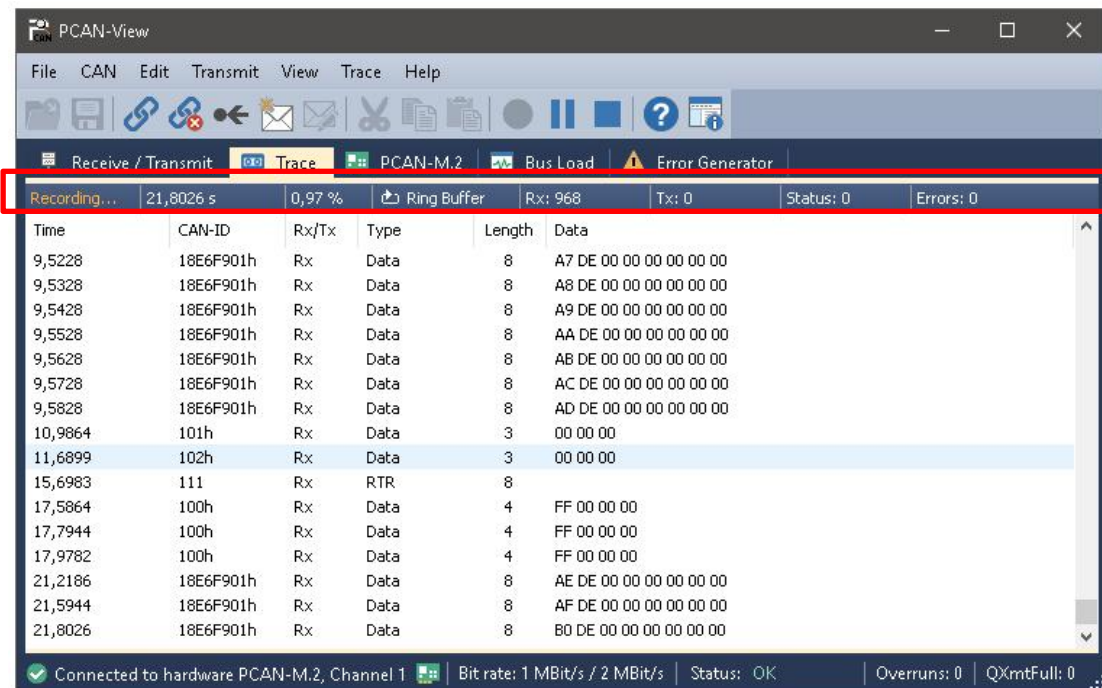 PCAN-View
File CAN Edit Transmit View Trace Help
Receive / Transmit Trace PCAN-M.2 Bus Load Error Generator
Recording... 21,8026 s 0,97 % Ring Buffer Rx: 968 Tx: 0 Status: 0 Errors: 0
Time CAN-ID Rx/Tx Type Length Data
9,5228 18E6F901h Rx Data 8 A7 DE 00 00 00 00 00 00
9,5328 18E6F901h Rx Data 8 A8 DE 00 00 00 00 00 00
9,5428 18E6F901h Rx Data 8 A9 DE 00 00 00 00 00 00
9,5528 18E6F901h Rx Data 8 AA DE 00 00 00 00 00 00
9,5628 18E6F901h Rx Data 8 AB DE 00 00 00 00 00 00
9,5728 18E6F901h Rx Data 8 AC DE 00 00 00 00 00 00
9,5828 18E6F901h Rx Data 8 AD DE 00 00 00 00 00 00
10,9864 101h Rx Data 3 00 00 00
11,6899 102h Rx Data 3 00 00 00
15,6983 111 Rx RTR 8
17,5864 100h Rx Data 4 FF 00 00 00
17,7944 100h Rx Data 4 FF 00 00 00
17,9782 100h Rx Data 4 FF 00 00 00
21,2186 18E6F901h Rx Data 8 AE DE 00 00 00 00 00 00
21,5944 18E6F901h Rx Data 8 AF DE 00 00 00 00 00 00
21,8026 18E6F901h Rx Data 8 B0 DE 00 00 00 00 00 00
Connected to hardware PCAN-M.2, Channel 1 Bit rate: 1 MBit/s / 2 MBit/s Status: OK Overruns: 0 QXmtFull: 0